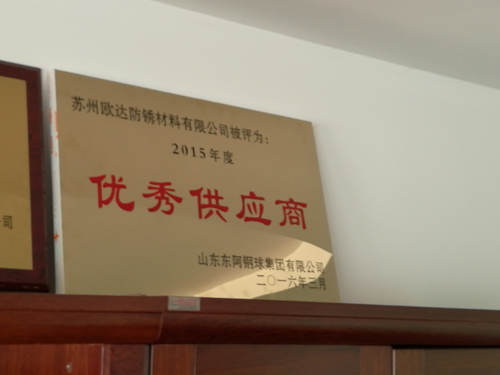 苏州欧达防锈材料有限公司被评为：
2015年度
优秀供应商
山东东阿钢球集团有限公司
二〇一六年三月
司